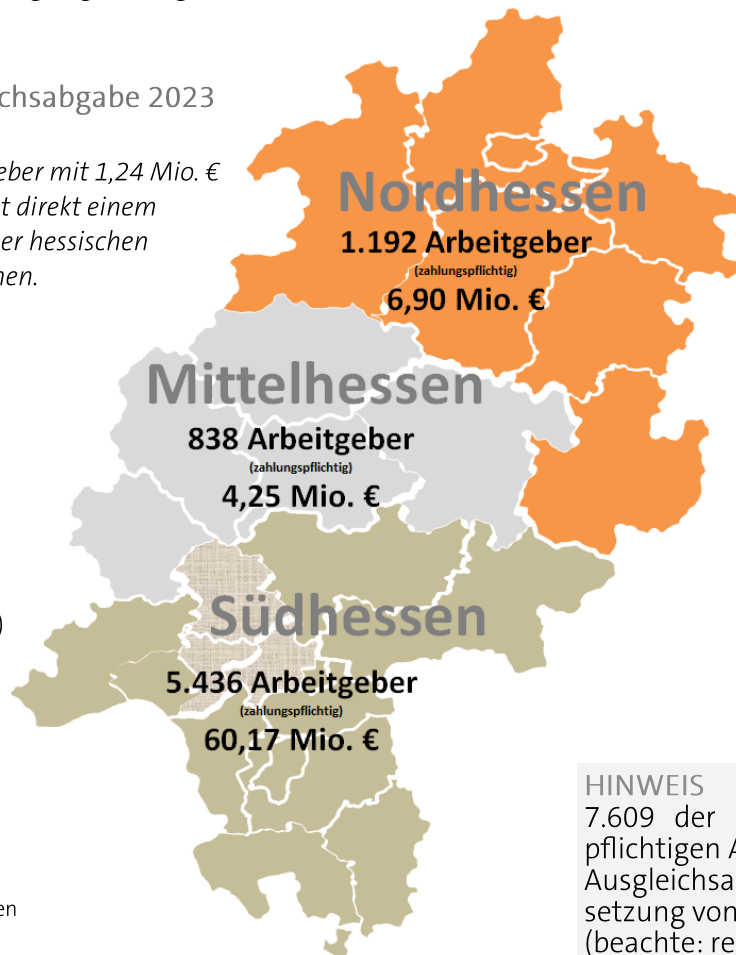 chsabgabe 2023
eber mit 1,24 Mio. €
t direkt einem
er hessischen
nen.
Nordhessen
1.192 Arbeitgeber
(zahlungspflichtig)
6,90 Mio. €
Mittelhessen
838 Arbeitgeber
(zahlungspflichtig)
4,25 Mio. €
)
Südhessen
5.436 Arbeitgeber
(zahlungspflichtig)
60,17 Mio. €
en
HINWEIS
7.609 der
pflichtigen A
Ausgleichsa
setzung von
(beachte: re